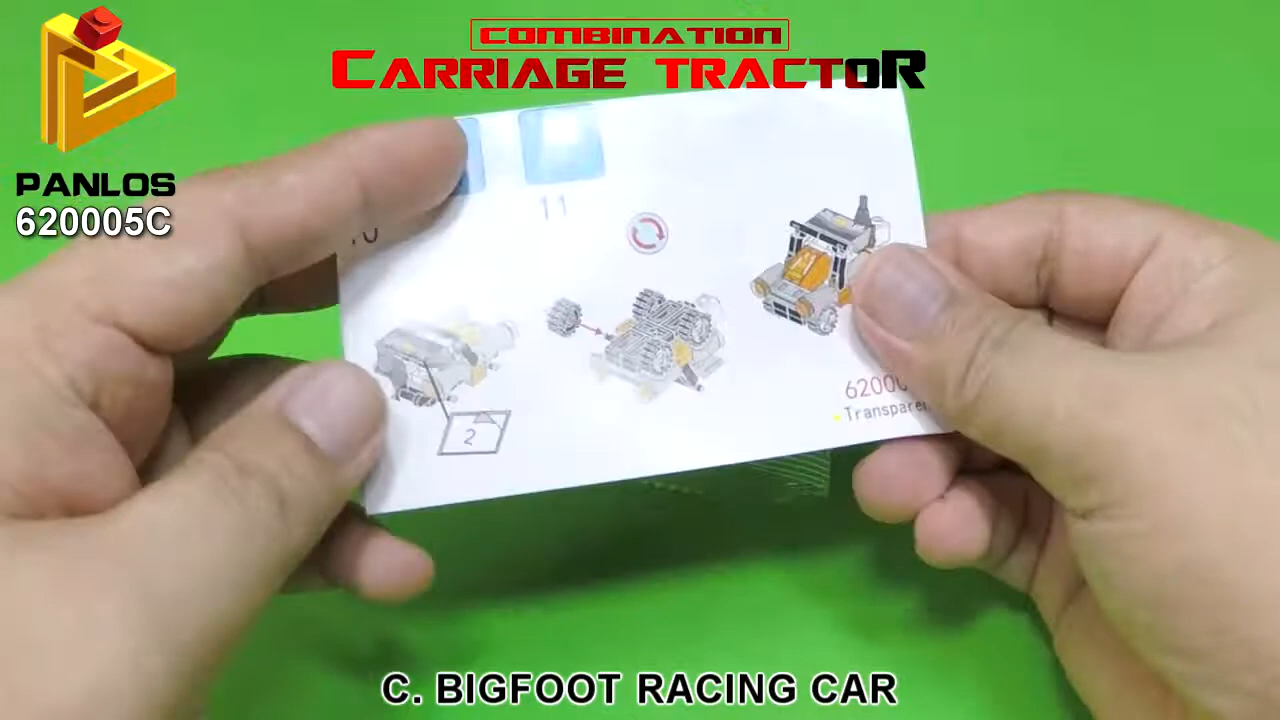 COMBINATION
CARRIAGE TRACTOR
PANLOS
620005C
11
2
C. BIGFOOT RACING CAR